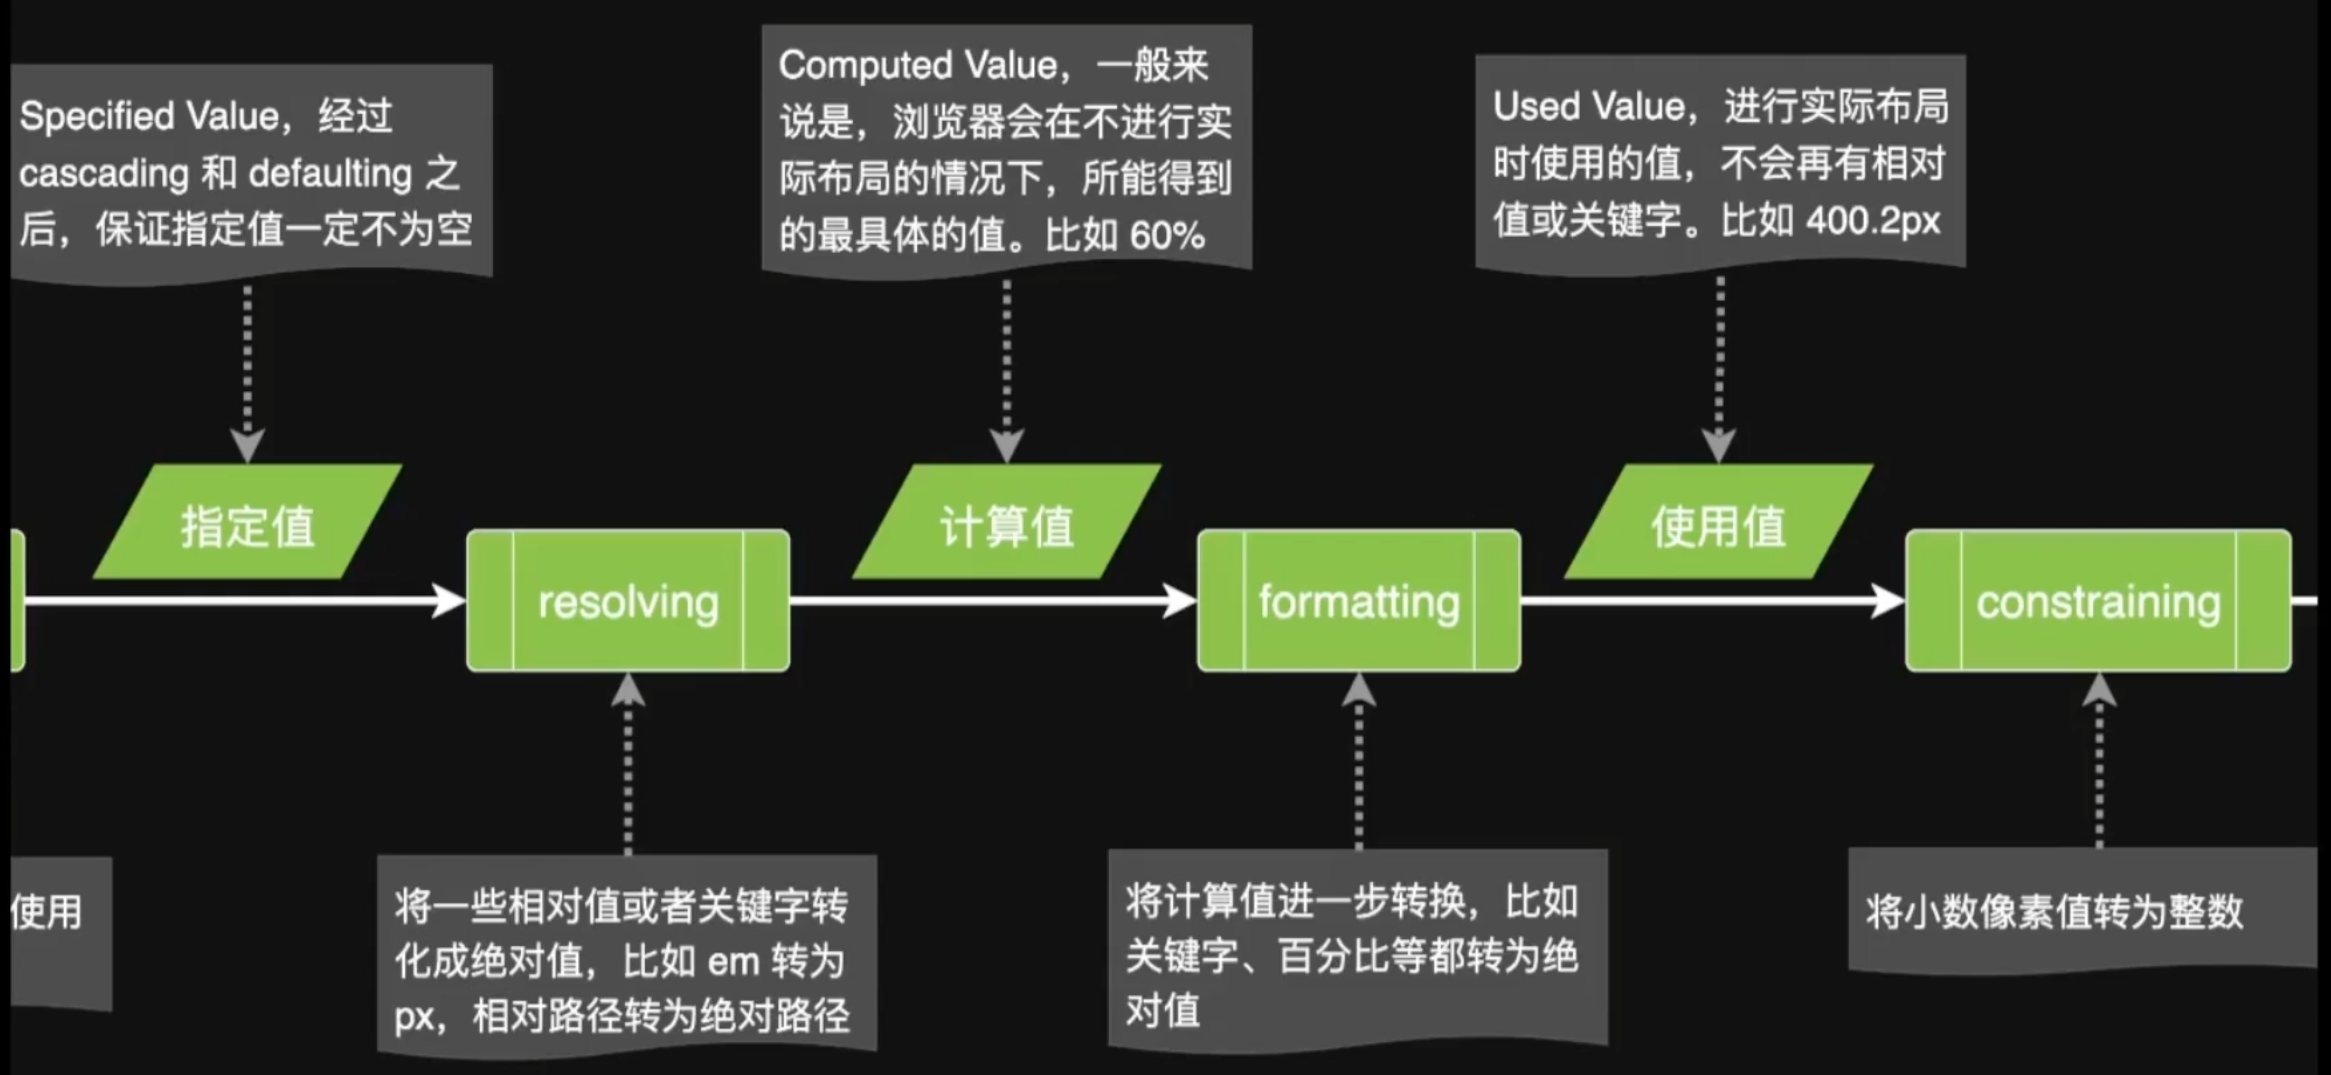 Specified Value，经过
cascading 和 defaulting 之
后，保证指定值一定不为空
Computed Value，一般来
说是，浏览器会在不进行实
际布局的情况下，所能得到
的最具体的值。比如 60%
Used Value，进行实际布局
时使用的值，不会再有相对
值或关键字。比如 400.2px
指定值
计算值
使用值
resolving
formatting
constraining
使用
将一些相对值或者关键字转
化成绝对值，比如 em 转为
px，相对路径转为绝对路径
将计算值进一步转换，比如
关键字、百分比等都转为绝
对值
将小数像素值转为整数